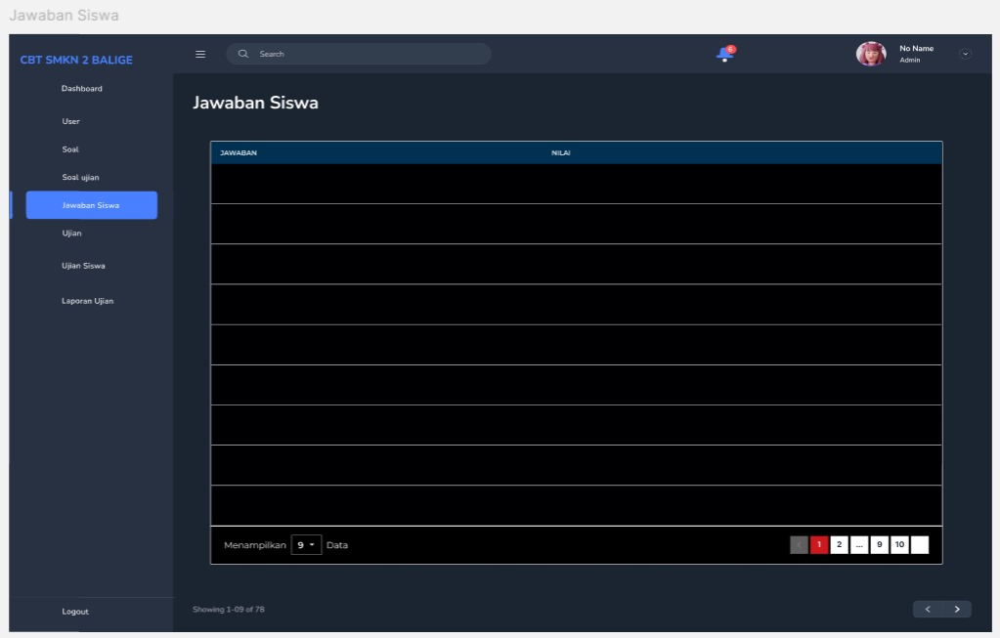 Jawaban Siswa
CBT SMKN 2 BALIGE
Search
6
No Name
Admin
Dashboard
User
Soal
Soal ujian
Jawaban Siswa
Ujian
Ujian Siswa
Laporan Ujian
Logout
Jawaban Siswa
JAWABAN NILAI
Menampilkan 9 Data
1 2 ... 9 10
Showing 1-09 of 78